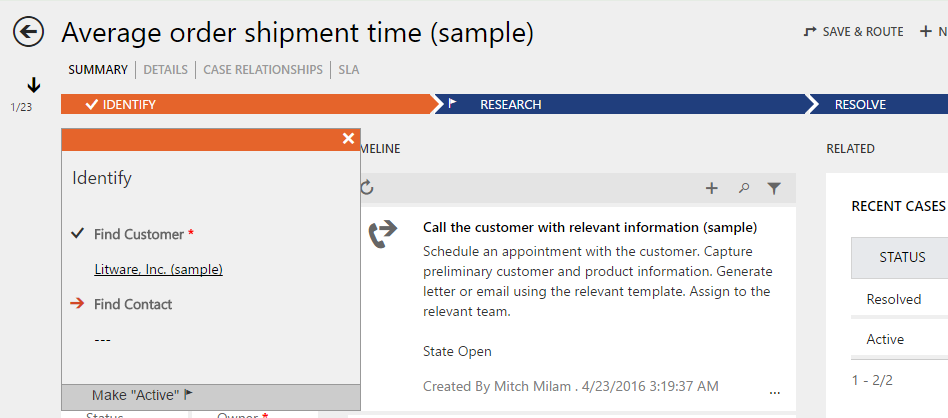 Average order shipment time (sample)
SAVE & ROUTE
+ N
SUMMARY | DETAILS | CASE RELATIONSHIPS | SLA
1/23
IDENTIFY
RESEARCH
RESOLVE
Identify
Find Customer *
Litware, Inc. (sample)
Find Contact
---
Make "Active"
Status
Owner *
MELINE
Call the customer with relevant information (sample)
Schedule an appointment with the customer. Capture
preliminary customer and product information. Generate
letter or email using the relevant template. Assign to the
relevant team.
State Open
Created By Mitch Milam . 4/23/2016 3:19:37 AM
...
RELATED
RECENT CASES
STATUS
Resolved
Active
1 - 2/2